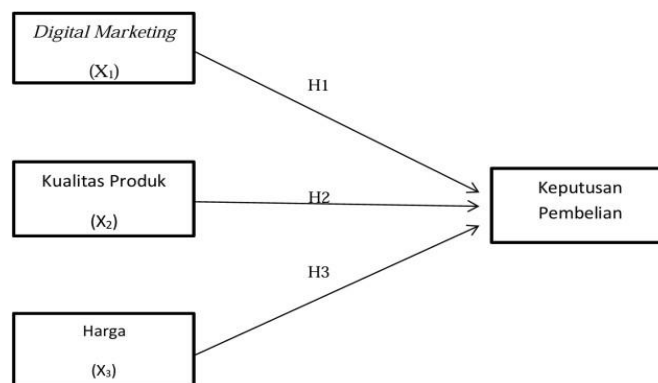 Digital Marketing
(X₁)
H1
Kualitas Produk
(X₂)
H2
Keputusan
Pembelian
H3
Harga
(X₃)